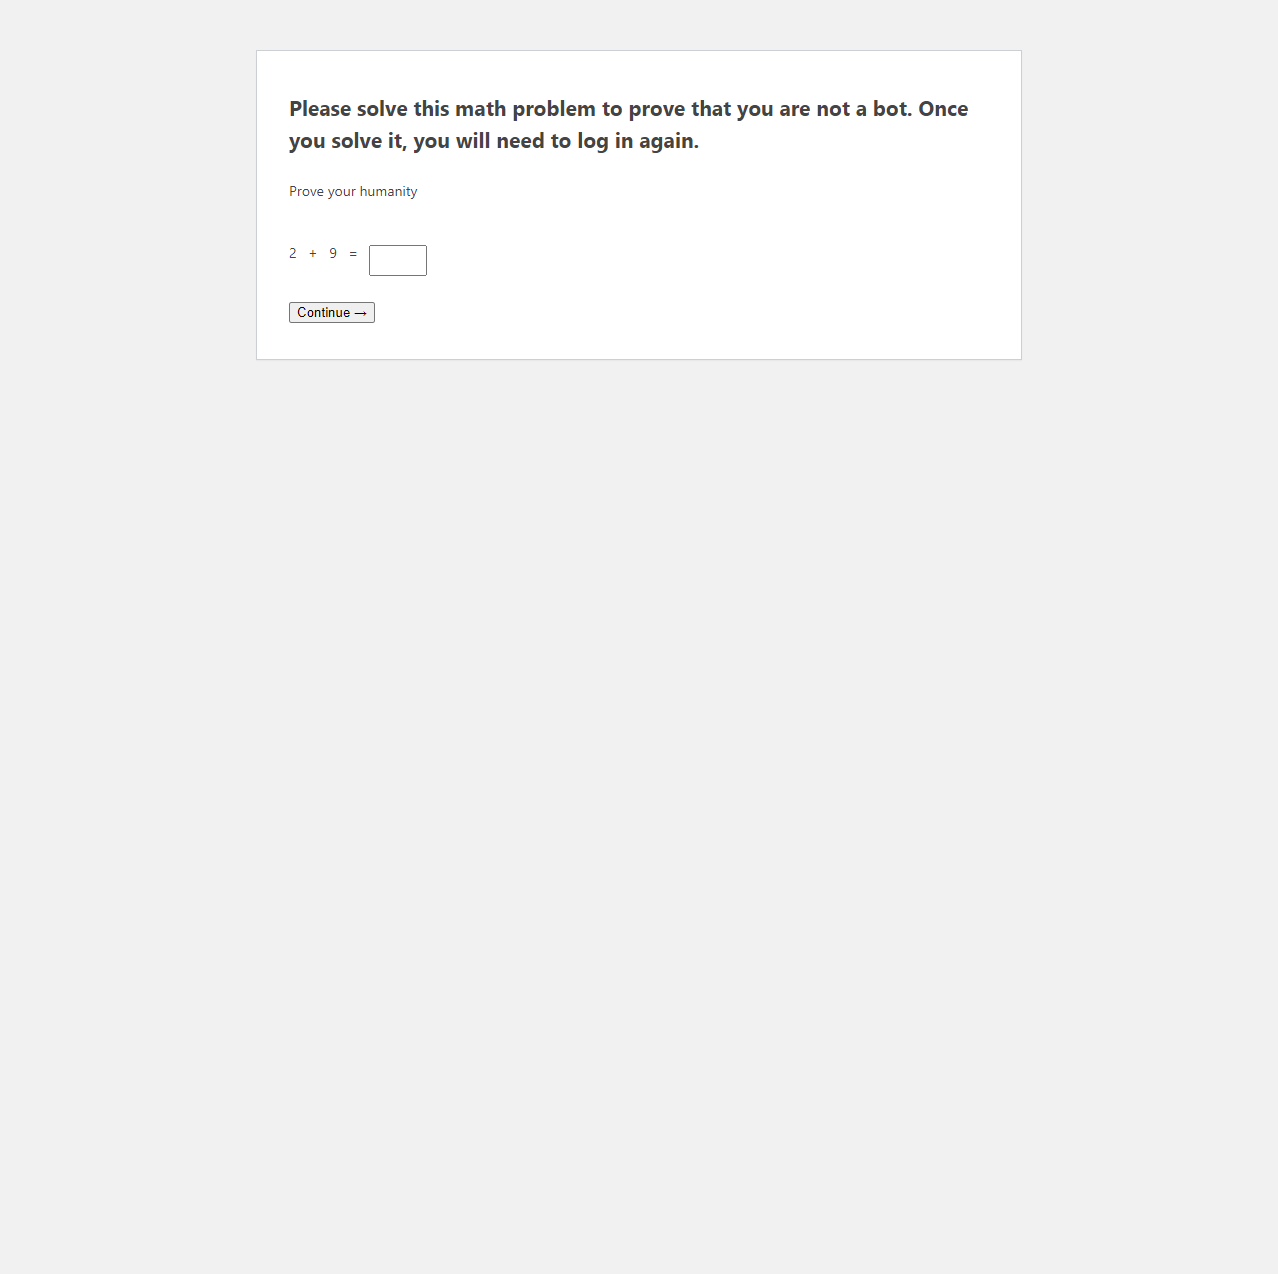 Please solve this math problem to prove that you are not a bot. Once
you solve it, you will need to log in again.
Prove your humanity
2 + 9 =
Continue →